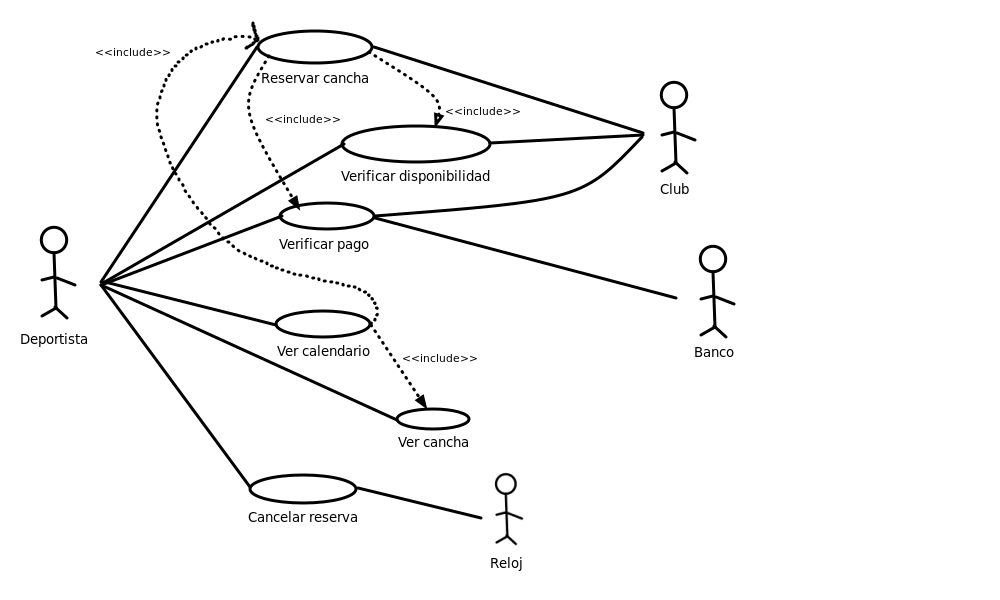 <<include>>
Reservar cancha
<<include>>
<<include>>
Verificar disponibilidad
Club
Verificar pago
Deportista
Ver calendario
Banco
<<include>>
Ver cancha
Cancelar reserva
Reloj